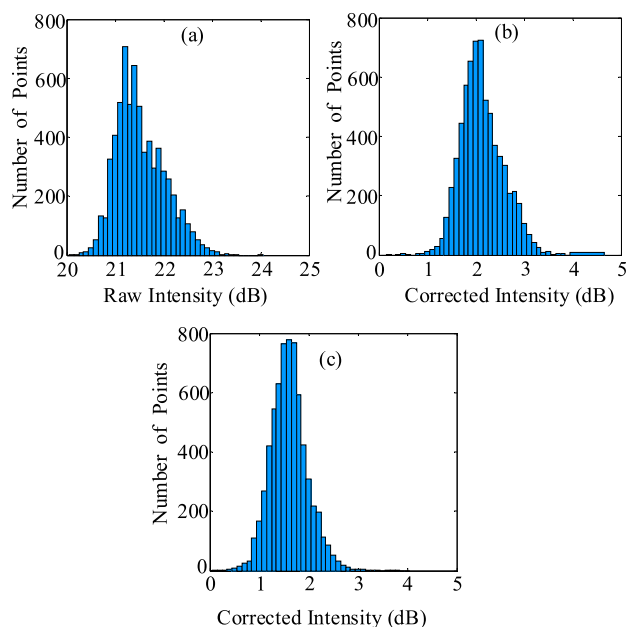 (a)
800
600
400
200
0
Number of Points
20 21 22 23 24 25
Raw Intensity (dB)
(b)
800
600
400
200
0
Number of Points
0 1 2 3 4 5
Corrected Intensity (dB)
(c)
800
600
400
200
0
Number of Points
0 1 2 3 4 5
Corrected Intensity (dB)